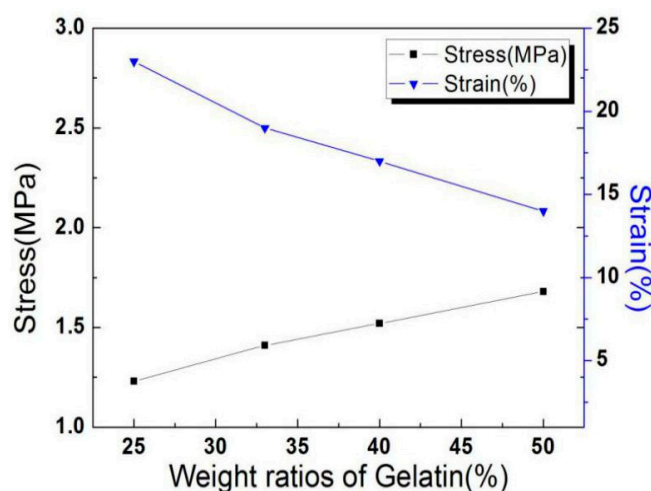 3.0
2.5
2.0
1.5
1.0
Stress(MPa)
Stress(MPa)
Strain(%)
25
20
15
10
5
Strain(%)
25 30 35 40 45 50
Weight ratios of Gelatin(%)